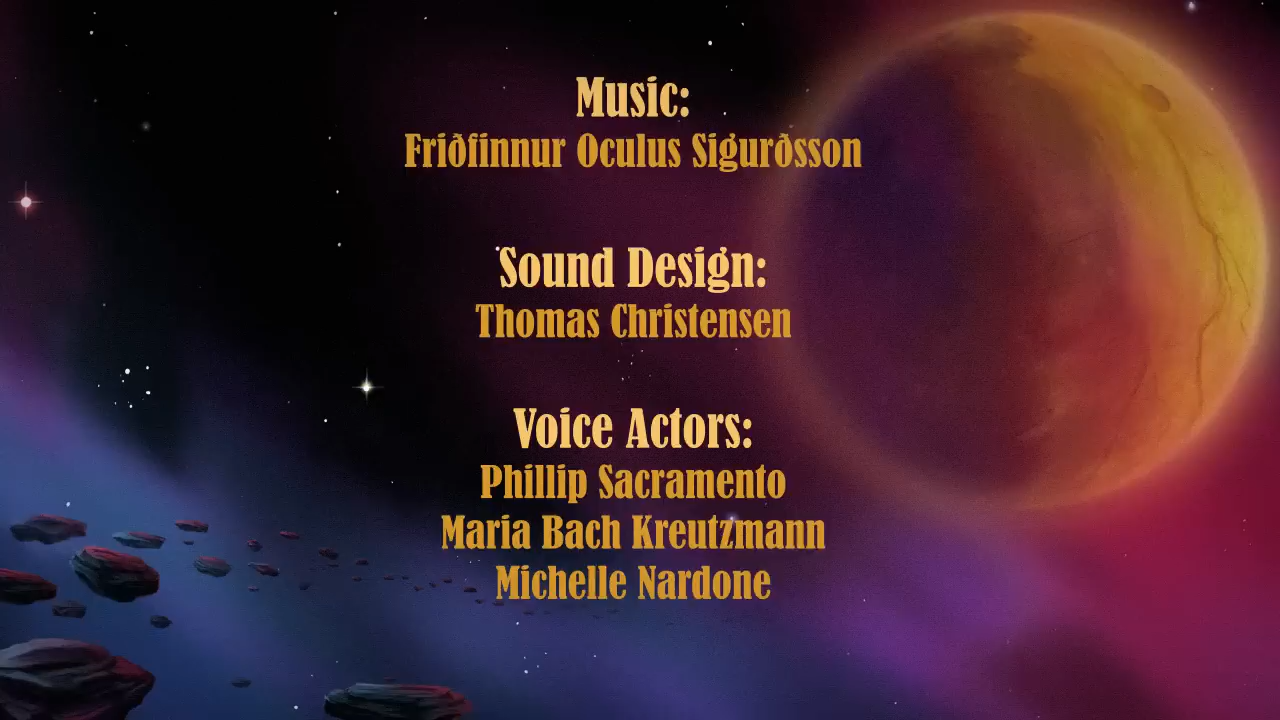 Music:
Friðfinnur Oculus Sigurðsson
Sound Design:
Thomas Christensen
Voice Actors:
Phillip Sacramento
Maria Bach Kreutzmann
Michelle Nardone